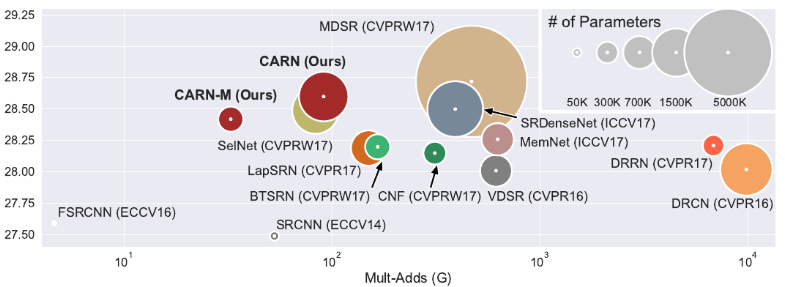 29.25
29.00
28.75
28.50
28.25
28.00
27.75
27.50
MDSR (CVPRW17)
# of Parameters
50K 300K 700K 1500K 5000K
CARN (Ours)
CARN-M (Ours)
SelNet (CVPRW17)
LapSRN (CVPR17)
BTSRN (CVPRW17)
CNF (CVPRW17)
VDSR (CVPR16)
SRDenseNet (ICCV17)
MemNet (ICCV17)
DRRN (CVPR17)
DRCN (CVPR16)
FSRCNN (ECCV16)
SRCNN (ECCV14)
10¹ 10² 10³ 10⁴
Mult-Adds (G)